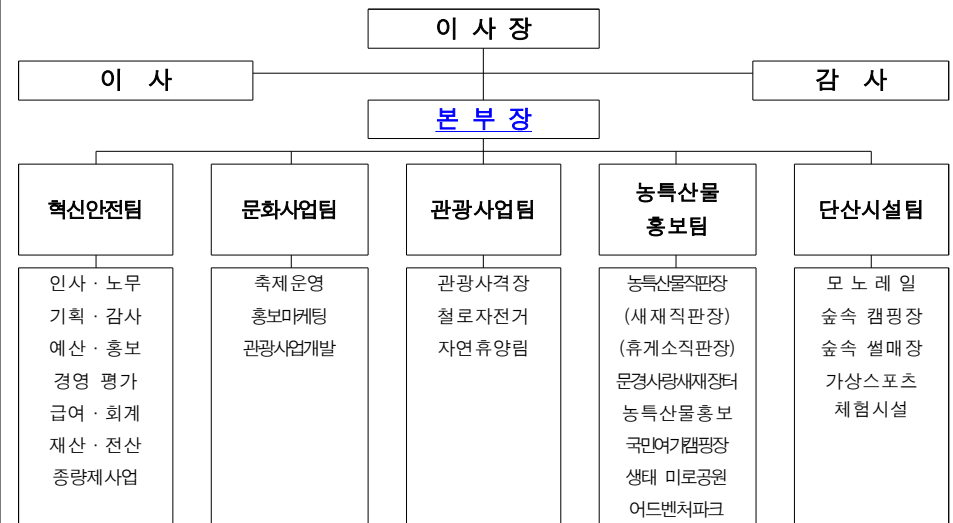 이 사 장
이 사
감 사
본 부 장
혁신안전팀
인사 · 노무
기획 · 감사
예산 · 홍보
경영 평가
급여 · 회계
재산 · 전산
종량제사업
문화사업팀
축제운영
홍보마케팅
관광사업개발
관광사업팀
관광사격장
철로자전거
자연휴양림
농특산물
홍보팀
농특산물직판장
(새재직판장)
(휴게소직판장)
문경사랑새재장터
농특산물홍보
국민여가캠핑장
생태 미로공원
어드벤처파크
단산시설팀
모 노 레 일
숲속 캠핑장
숲속 썰매장
가상스포츠
체험시설